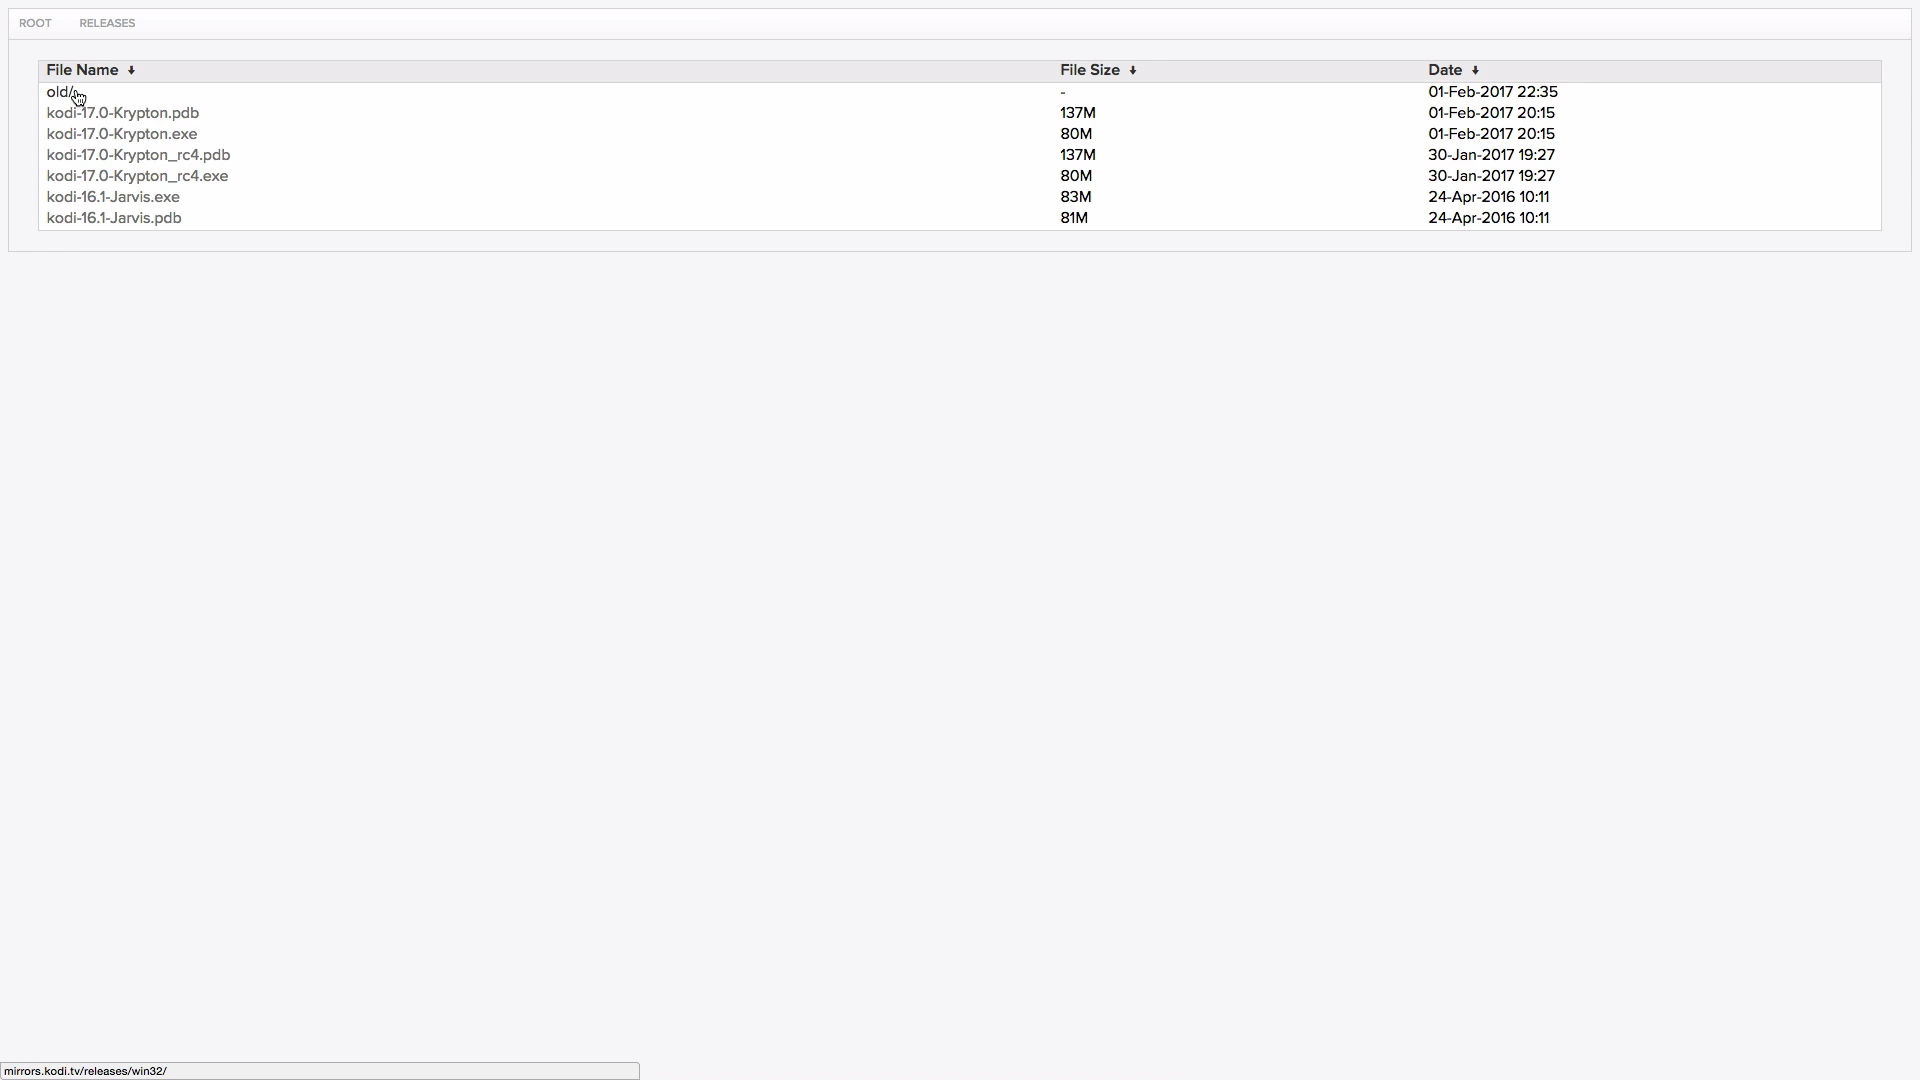 ROOT RELEASES
File Name ↓ File Size ↓ Date ↓
old/ - 01-Feb-2017 22:35
kodi-17.0-Krypton.pdb 137M 01-Feb-2017 20:15
kodi-17.0-Krypton.exe 80M 01-Feb-2017 20:15
kodi-17.0-Krypton_rc4.pdb 137M 30-Jan-2017 19:27
kodi-17.0-Krypton_rc4.exe 80M 30-Jan-2017 19:27
kodi-16.1-Jarvis.exe 83M 24-Apr-2016 10:11
kodi-16.1-Jarvis.pdb 81M 24-Apr-2016 10:11
mirrors.kodi.tv/releases/win32/